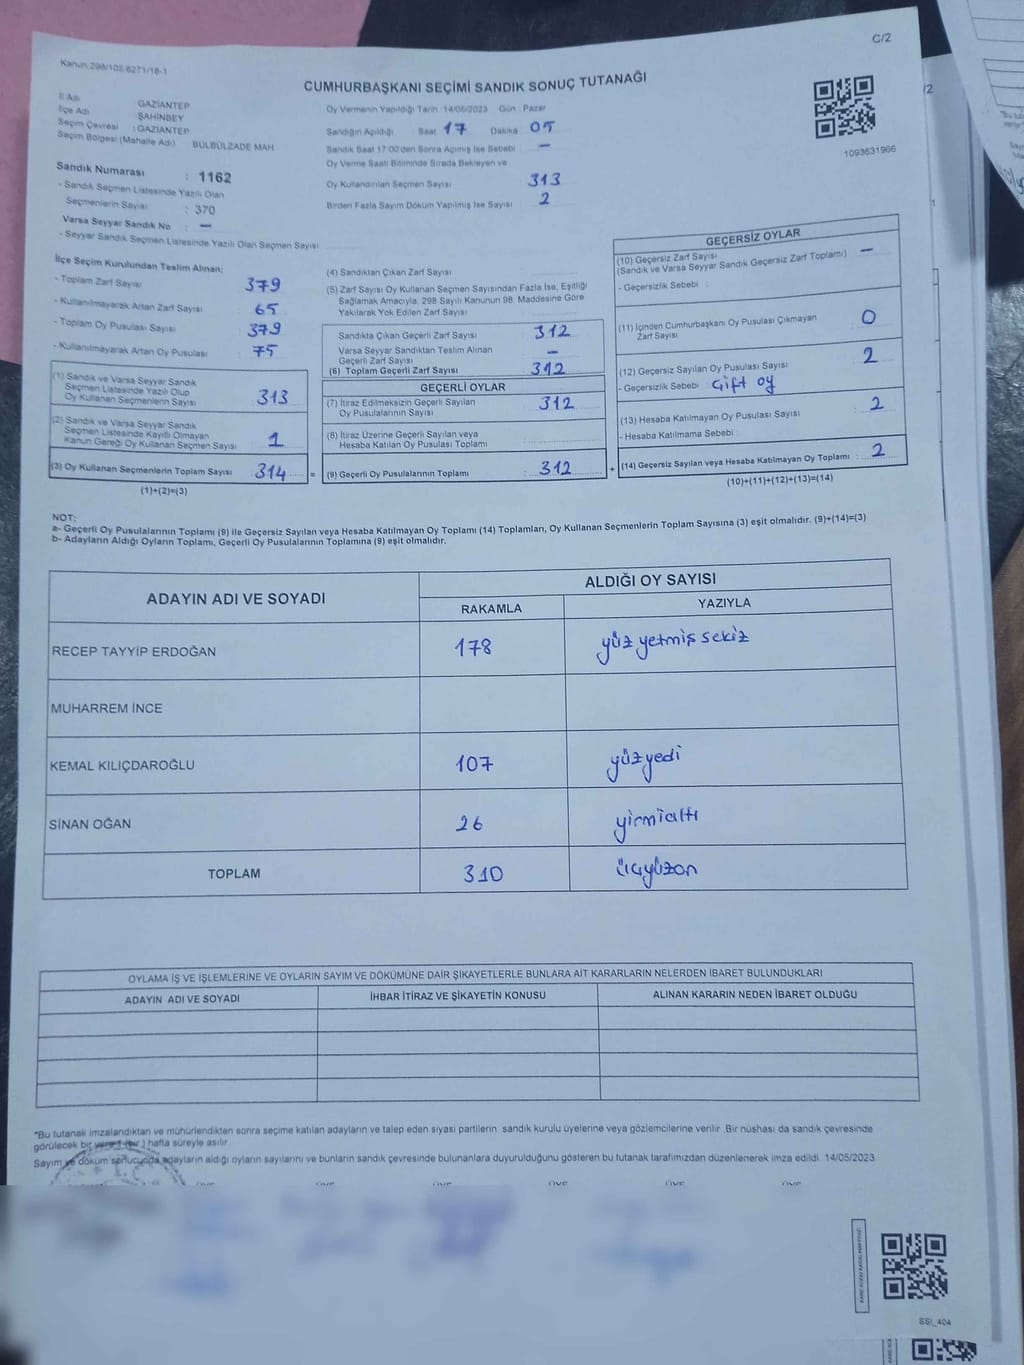 C/2
Kanun 298/105,6271/18-1
CUMHURBAŞKANI SEÇİMİ SANDIK SONUÇ TUTANAĞI
İl Adı GAZİANTEP
İlçe Adı ŞAHİNBEY
Seçim Çevresi : GAZİANTEP
Seçim Bölgesi (Mahalle Adı) BÜLBÜLZADE MAH.
Oy Vermenin Yapıldığı Tarih 14/05/2023 Gün Pazar
Sandığın Açıldığı Saat 17 Dakika 05
Sandık Saat 17:00'den Sonra Açılmış İse Sebebi —
Oy Verme Saati Bitiminde Sırada Bekleyen ve
Oy Kullandırılan Seçmen Sayısı 313
Birden Fazla Sayım Döküm Yapılmış İse Sayısı 2
1093631966
Sandık Numarası : 1162
- Sandık Seçmen Listesinde Yazılı Olan
Seçmenlerin Sayısı : 370
Varsa Seyyar Sandık No : —
- Seyyar Sandık Seçmen Listesinde Yazılı Olan Seçmen Sayısı
İlçe Seçim Kurulundan Teslim Alınan;
- Toplam Zarf Sayısı 379
- Kullanılmayarak Artan Zarf Sayısı 65
- Toplam Oy Pusulası Sayısı 379
- Kullanılmayarak Artan Oy Pusulası : 75
(1) Sandık ve Varsa Seyyar Sandık
Seçmen Listesinde Yazılı Olup
Oy Kullanan Seçmenlerin Sayısı 313
(2) Sandık ve Varsa Seyyar Sandık
Seçmen Listesinde Kayıtlı Olmayan
Kanun Gereği Oy Kullanan Seçmen Sayısı 1
(3) Oy Kullanan Seçmenlerin Toplam Sayısı 314 =
(1)+(2)=(3)
(4) Sandıktan Çıkan Zarf Sayısı :
(5) Zarf Sayısı Oy Kullanan Seçmen Sayısından Fazla İse, Eşitliği
Sağlamak Amacıyla, 298 Sayılı Kanunun 98. Maddesine Göre
Yakılarak Yok Edilen Zarf Sayısı
Sandıkta Çıkan Geçerli Zarf Sayısı 312
Varsa Seyyar Sandıktan Teslim Alınan
Geçerli Zarf Sayısı —
(6) Toplam Geçerli Zarf Sayısı 312
GEÇERLİ OYLAR
(7) İtiraz Edilmeksizin Geçerli Sayılan
Oy Pusulalarının Sayısı 312
(8) İtiraz Üzerine Geçerli Sayılan veya
Hesaba Katılan Oy Pusulası Toplamı
(9) Geçerli Oy Pusulalarının Toplamı : 312 +
GEÇERSİZ OYLAR
(10) Geçersiz Zarf Sayısı
(Sandık ve Varsa Seyyar Sandık Geçersiz Zarf Toplamı) —
- Geçersizlik Sebebi :
(11) İçinden Cumhurbaşkanı Oy Pusulası Çıkmayan
Zarf Sayısı 0
(12) Geçersiz Sayılan Oy Pusulası Sayısı 2
- Geçersizlik Sebebi Çift oy
(13) Hesaba Katılmayan Oy Pusulası Sayısı 2
- Hesaba Katılmama Sebebi
(14) Geçersiz Sayılan veya Hesaba Katılmayan Oy Toplamı : 2
(10)+(11)+(12)+(13)=(14)
NOT:
a- Geçerli Oy Pusulalarının Toplamı (9) ile Geçersiz Sayılan veya Hesaba Katılmayan Oy Toplamı (14) Toplamları, Oy Kullanan Seçmenlerin Toplam Sayısına (3) eşit olmalıdır. (9)+(14)=(3)
b- Adayların Aldığı Oyların Toplamı, Geçerli Oy Pusulalarının Toplamına (9) eşit olmalıdır.
ADAYIN ADI VE SOYADI ALDIĞI OY SAYISI
RAKAMLA YAZIYLA
RECEP TAYYİP ERDOĞAN 178 yüz yetmiş sekiz
MUHARREM İNCE
KEMAL KILIÇDAROĞLU 107 yüzyedi
SİNAN OĞAN 26 yirmialtı
TOPLAM 310 üçyüzon
OYLAMA İŞ VE İŞLEMLERİNE VE OYLARIN SAYIM VE DÖKÜMÜNE DAİR ŞİKAYETLERLE BUNLARA AİT KARARLARIN NELERDEN İBARET BULUNDUKLARI
ADAYIN ADI VE SOYADI İHBAR İTİRAZ VE ŞİKAYETİN KONUSU ALINAN KARARIN NEDEN İBARET OLDUĞU
*Bu tutanak imzalandıktan ve mühürlendikten sonra seçime katılan adayların ve talep eden siyasi partilerin sandık kurulu üyelerine veya gözlemcilerine verilir. Bir nüshası da sandık çevresinde
görülecek bir yere 1 (bir) hafta süreyle asılır.
Sayım ve döküm sonucunda adayların aldığı oyların sayılarını ve bunların sandık çevresinde bulunanlara duyurulduğunu gösteren bu tutanak tarafımızdan düzenlenerek imza edildi. 14/05/2023
SSI_404